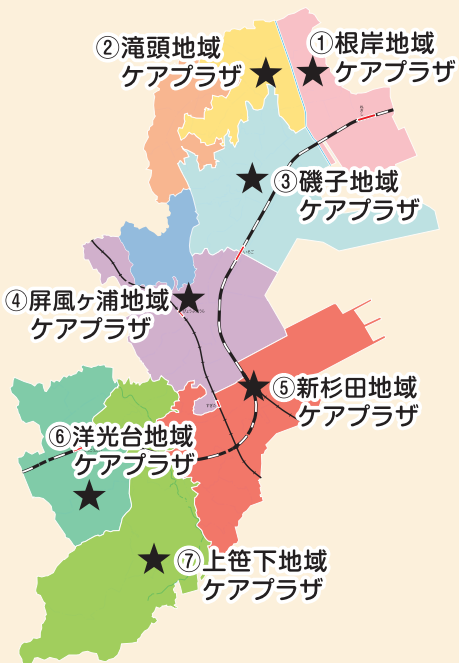 ①根岸地域
ケアプラザ
②滝頭地域
ケアプラザ
③磯子地域
ケアプラザ
④屏風ヶ浦地域
ケアプラザ
⑤新杉田地域
ケアプラザ
⑥洋光台地域
ケアプラザ
⑦上笹下地域
ケアプラザ